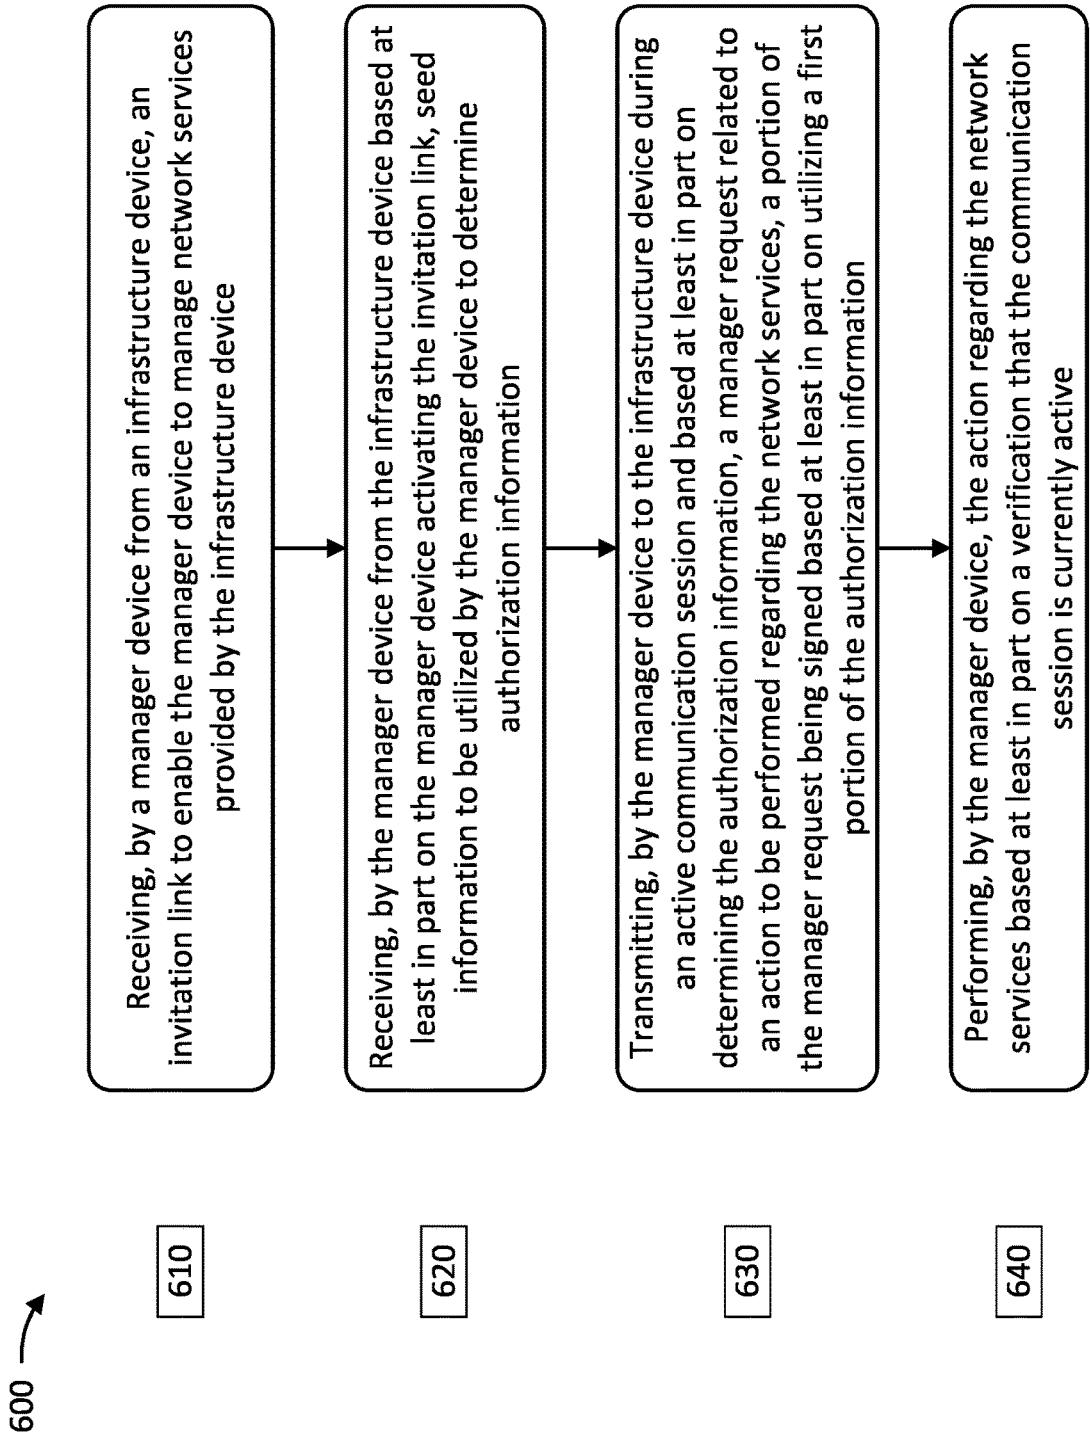 600
610
Receiving, by a manager device from an infrastructure device, an
invitation link to enable the manager device to manage network services
provided by the infrastructure device
620
Receiving, by the manager device from the infrastructure device based at
least in part on the manager device activating the invitation link, seed
information to be utilized by the manager device to determine
authorization information
630
Transmitting, by the manager device to the infrastructure device during
an active communication session and based at least in part on
determining the authorization information, a manager request related to
an action to be performed regarding the network services, a portion of
the manager request being signed based at least in part on utilizing a first
portion of the authorization information
640
Performing, by the manager device, the action regarding the network
services based at least in part on a verification that the communication
session is currently active